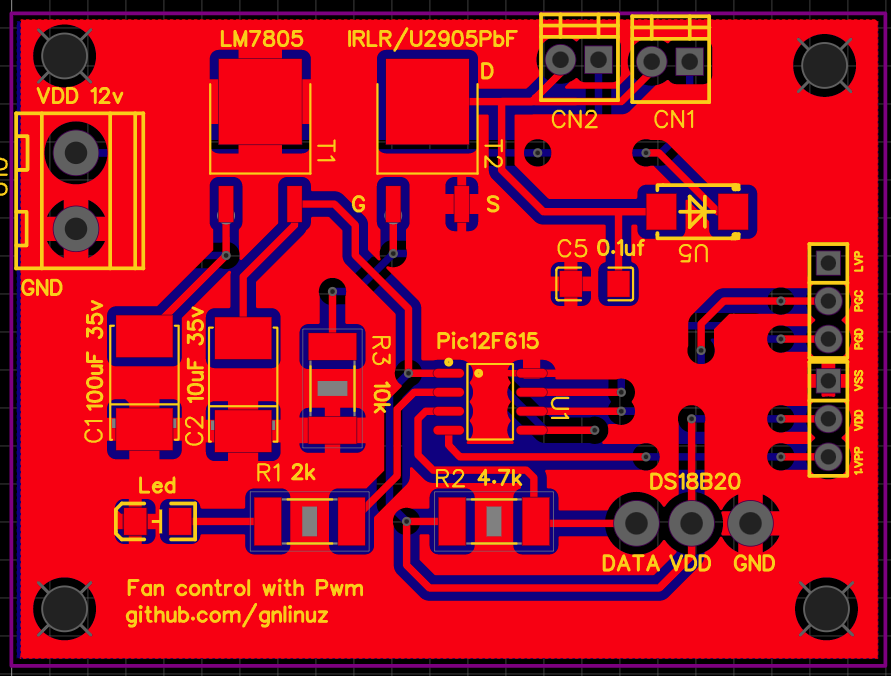 LM7805
IRLR/U2905PbF
VDD 12v
D
CN2
CN1
T1
T2
G
S
U5
C5 0.1uf
GND
LVP
PGC
PGD
VSS
VDD
1-VPP
C1 100uF 35v
C2 10uF 35v
R3 10k
Pic12F615
U1
R1 2k
R2 4.7k
Led
DS18B20
DATA VDD GND
Fan control with Pwm
github.com/gnlinuz